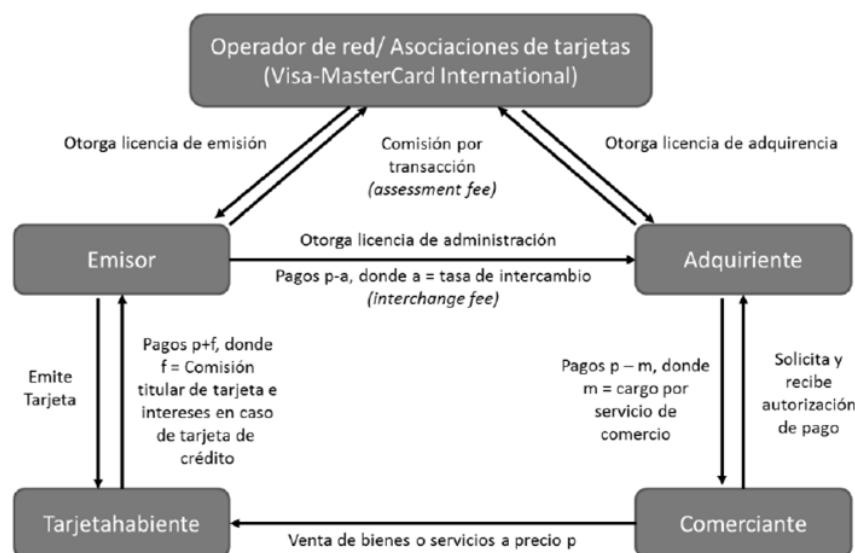 Operador de red/ Asociaciones de tarjetas
(Visa-MasterCard International)
Otorga licencia de emisión
Comisión por
transacción
(assessment fee)
Otorga licencia de adquirencia
Emisor
Otorga licencia de administración
Pagos p-a, donde a = tasa de intercambio
(interchange fee)
Adquiriente
Emite
Tarjeta
Pagos p+f, donde
f = Comisión
titular de tarjeta e
intereses en caso
de tarjeta de
crédito
Pagos p – m, donde
m = cargo por
servicio de
comercio
Solicita y
recibe
autorización
de pago
Tarjetahabiente
Venta de bienes o servicios a precio p
Comerciante